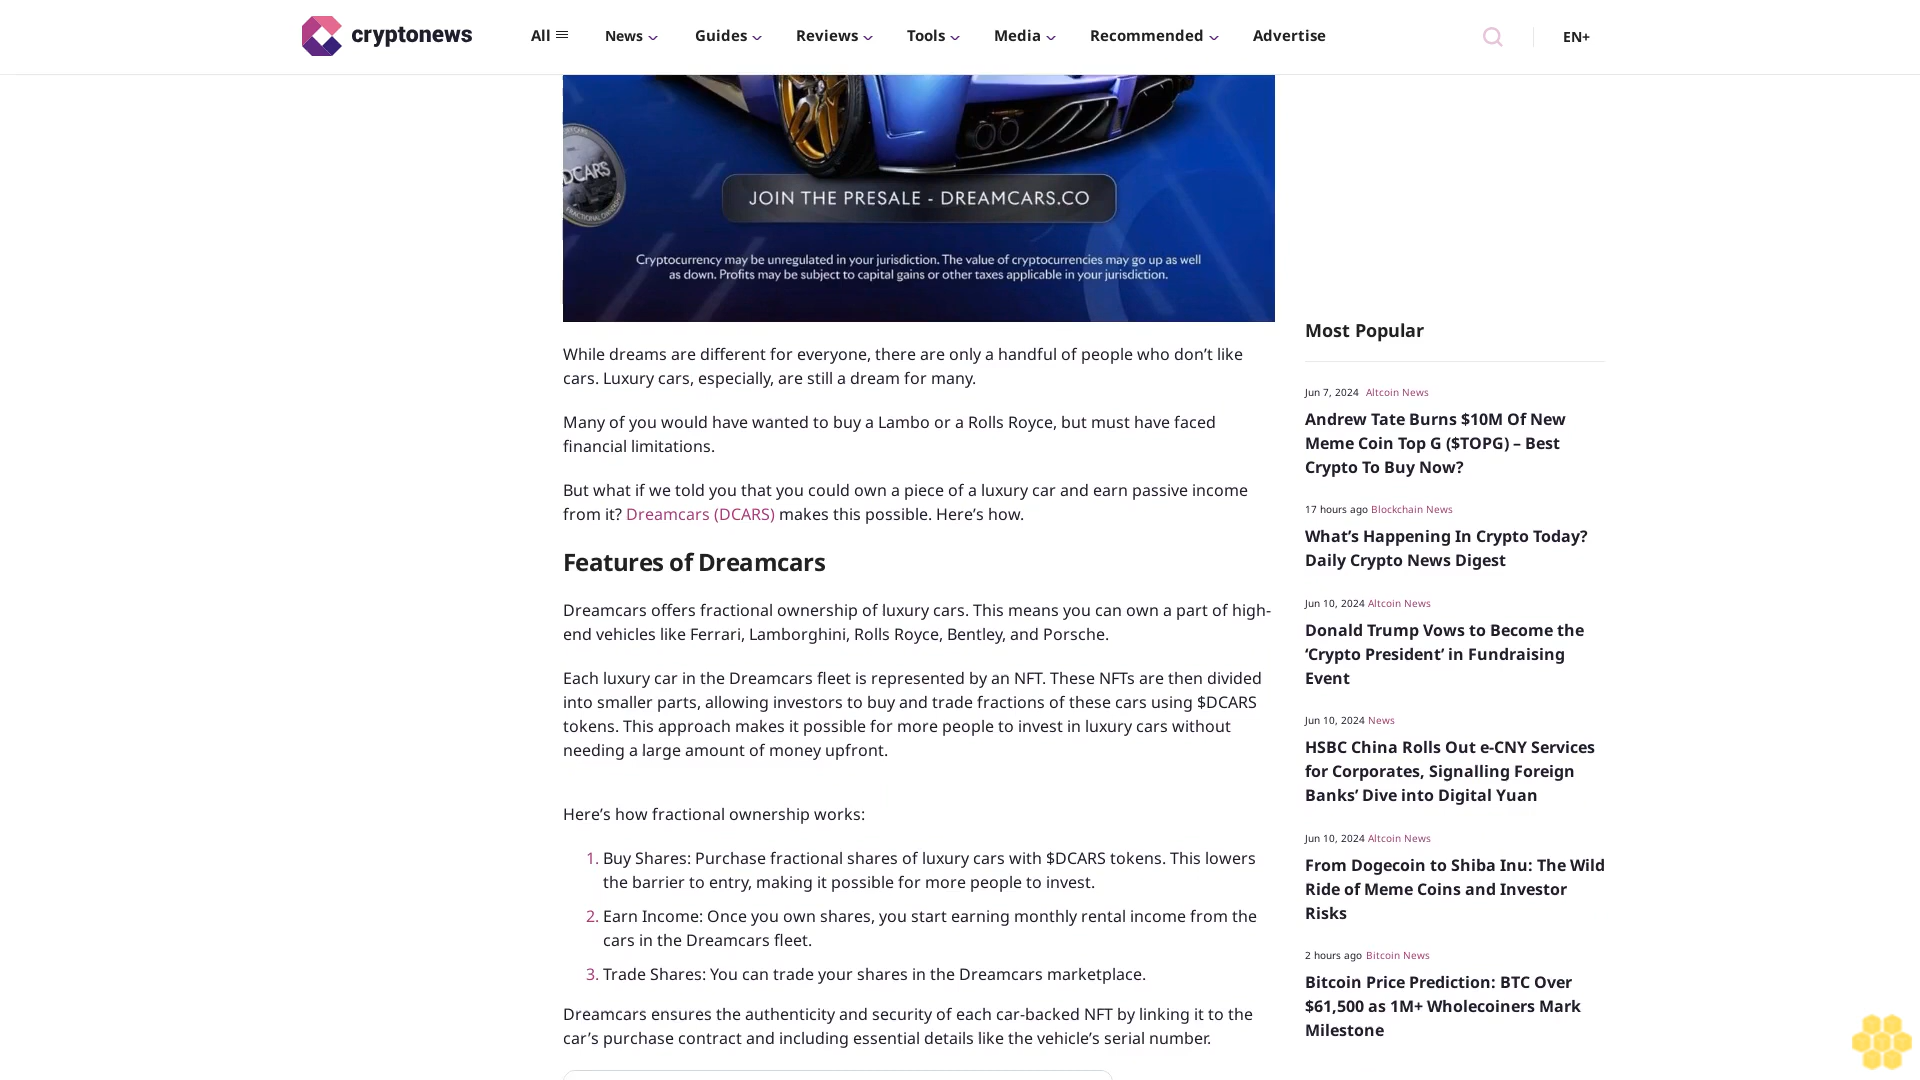 cryptonews
All
News
Guides
Reviews
Tools
Media
Recommended
Advertise
EN+
DCARS
JOIN THE PRESALE - DREAMCARS.CO
Cryptocurrency may be unregulated in your jurisdiction. The value of cryptocurrencies may go up as well
as down. Profits may be subject to capital gains or other taxes applicable in your jurisdiction.
While dreams are different for everyone, there are only a handful of people who don’t like
cars. Luxury cars, especially, are still a dream for many.
Many of you would have wanted to buy a Lambo or a Rolls Royce, but must have faced
financial limitations.
But what if we told you that you could own a piece of a luxury car and earn passive income
from it? Dreamcars (DCARS) makes this possible. Here’s how.
Features of Dreamcars
Dreamcars offers fractional ownership of luxury cars. This means you can own a part of high-
end vehicles like Ferrari, Lamborghini, Rolls Royce, Bentley, and Porsche.
Each luxury car in the Dreamcars fleet is represented by an NFT. These NFTs are then divided
into smaller parts, allowing investors to buy and trade fractions of these cars using $DCARS
tokens. This approach makes it possible for more people to invest in luxury cars without
needing a large amount of money upfront.
Here’s how fractional ownership works:
1. Buy Shares: Purchase fractional shares of luxury cars with $DCARS tokens. This lowers
the barrier to entry, making it possible for more people to invest.
2. Earn Income: Once you own shares, you start earning monthly rental income from the
cars in the Dreamcars fleet.
3. Trade Shares: You can trade your shares in the Dreamcars marketplace.
Dreamcars ensures the authenticity and security of each car-backed NFT by linking it to the
car’s purchase contract and including essential details like the vehicle’s serial number.
Most Popular
Jun 7, 2024 Altcoin News
Andrew Tate Burns $10M Of New
Meme Coin Top G ($TOPG) – Best
Crypto To Buy Now?
17 hours ago Blockchain News
What’s Happening In Crypto Today?
Daily Crypto News Digest
Jun 10, 2024 Altcoin News
Donald Trump Vows to Become the
‘Crypto President’ in Fundraising
Event
Jun 10, 2024 News
HSBC China Rolls Out e-CNY Services
for Corporates, Signalling Foreign
Banks’ Dive into Digital Yuan
Jun 10, 2024 Altcoin News
From Dogecoin to Shiba Inu: The Wild
Ride of Meme Coins and Investor
Risks
2 hours ago Bitcoin News
Bitcoin Price Prediction: BTC Over
$61,500 as 1M+ Wholecoiners Mark
Milestone